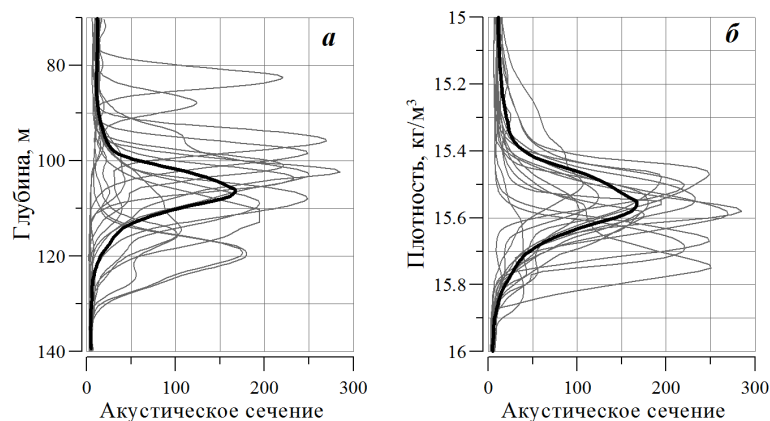 а
Глубина, м
80
100
120
140
0 100 200 300
Акустическое сечение
б
Плотность, кг/м³
15
15.2
15.4
15.6
15.8
16
0 100 200 300
Акустическое сечение